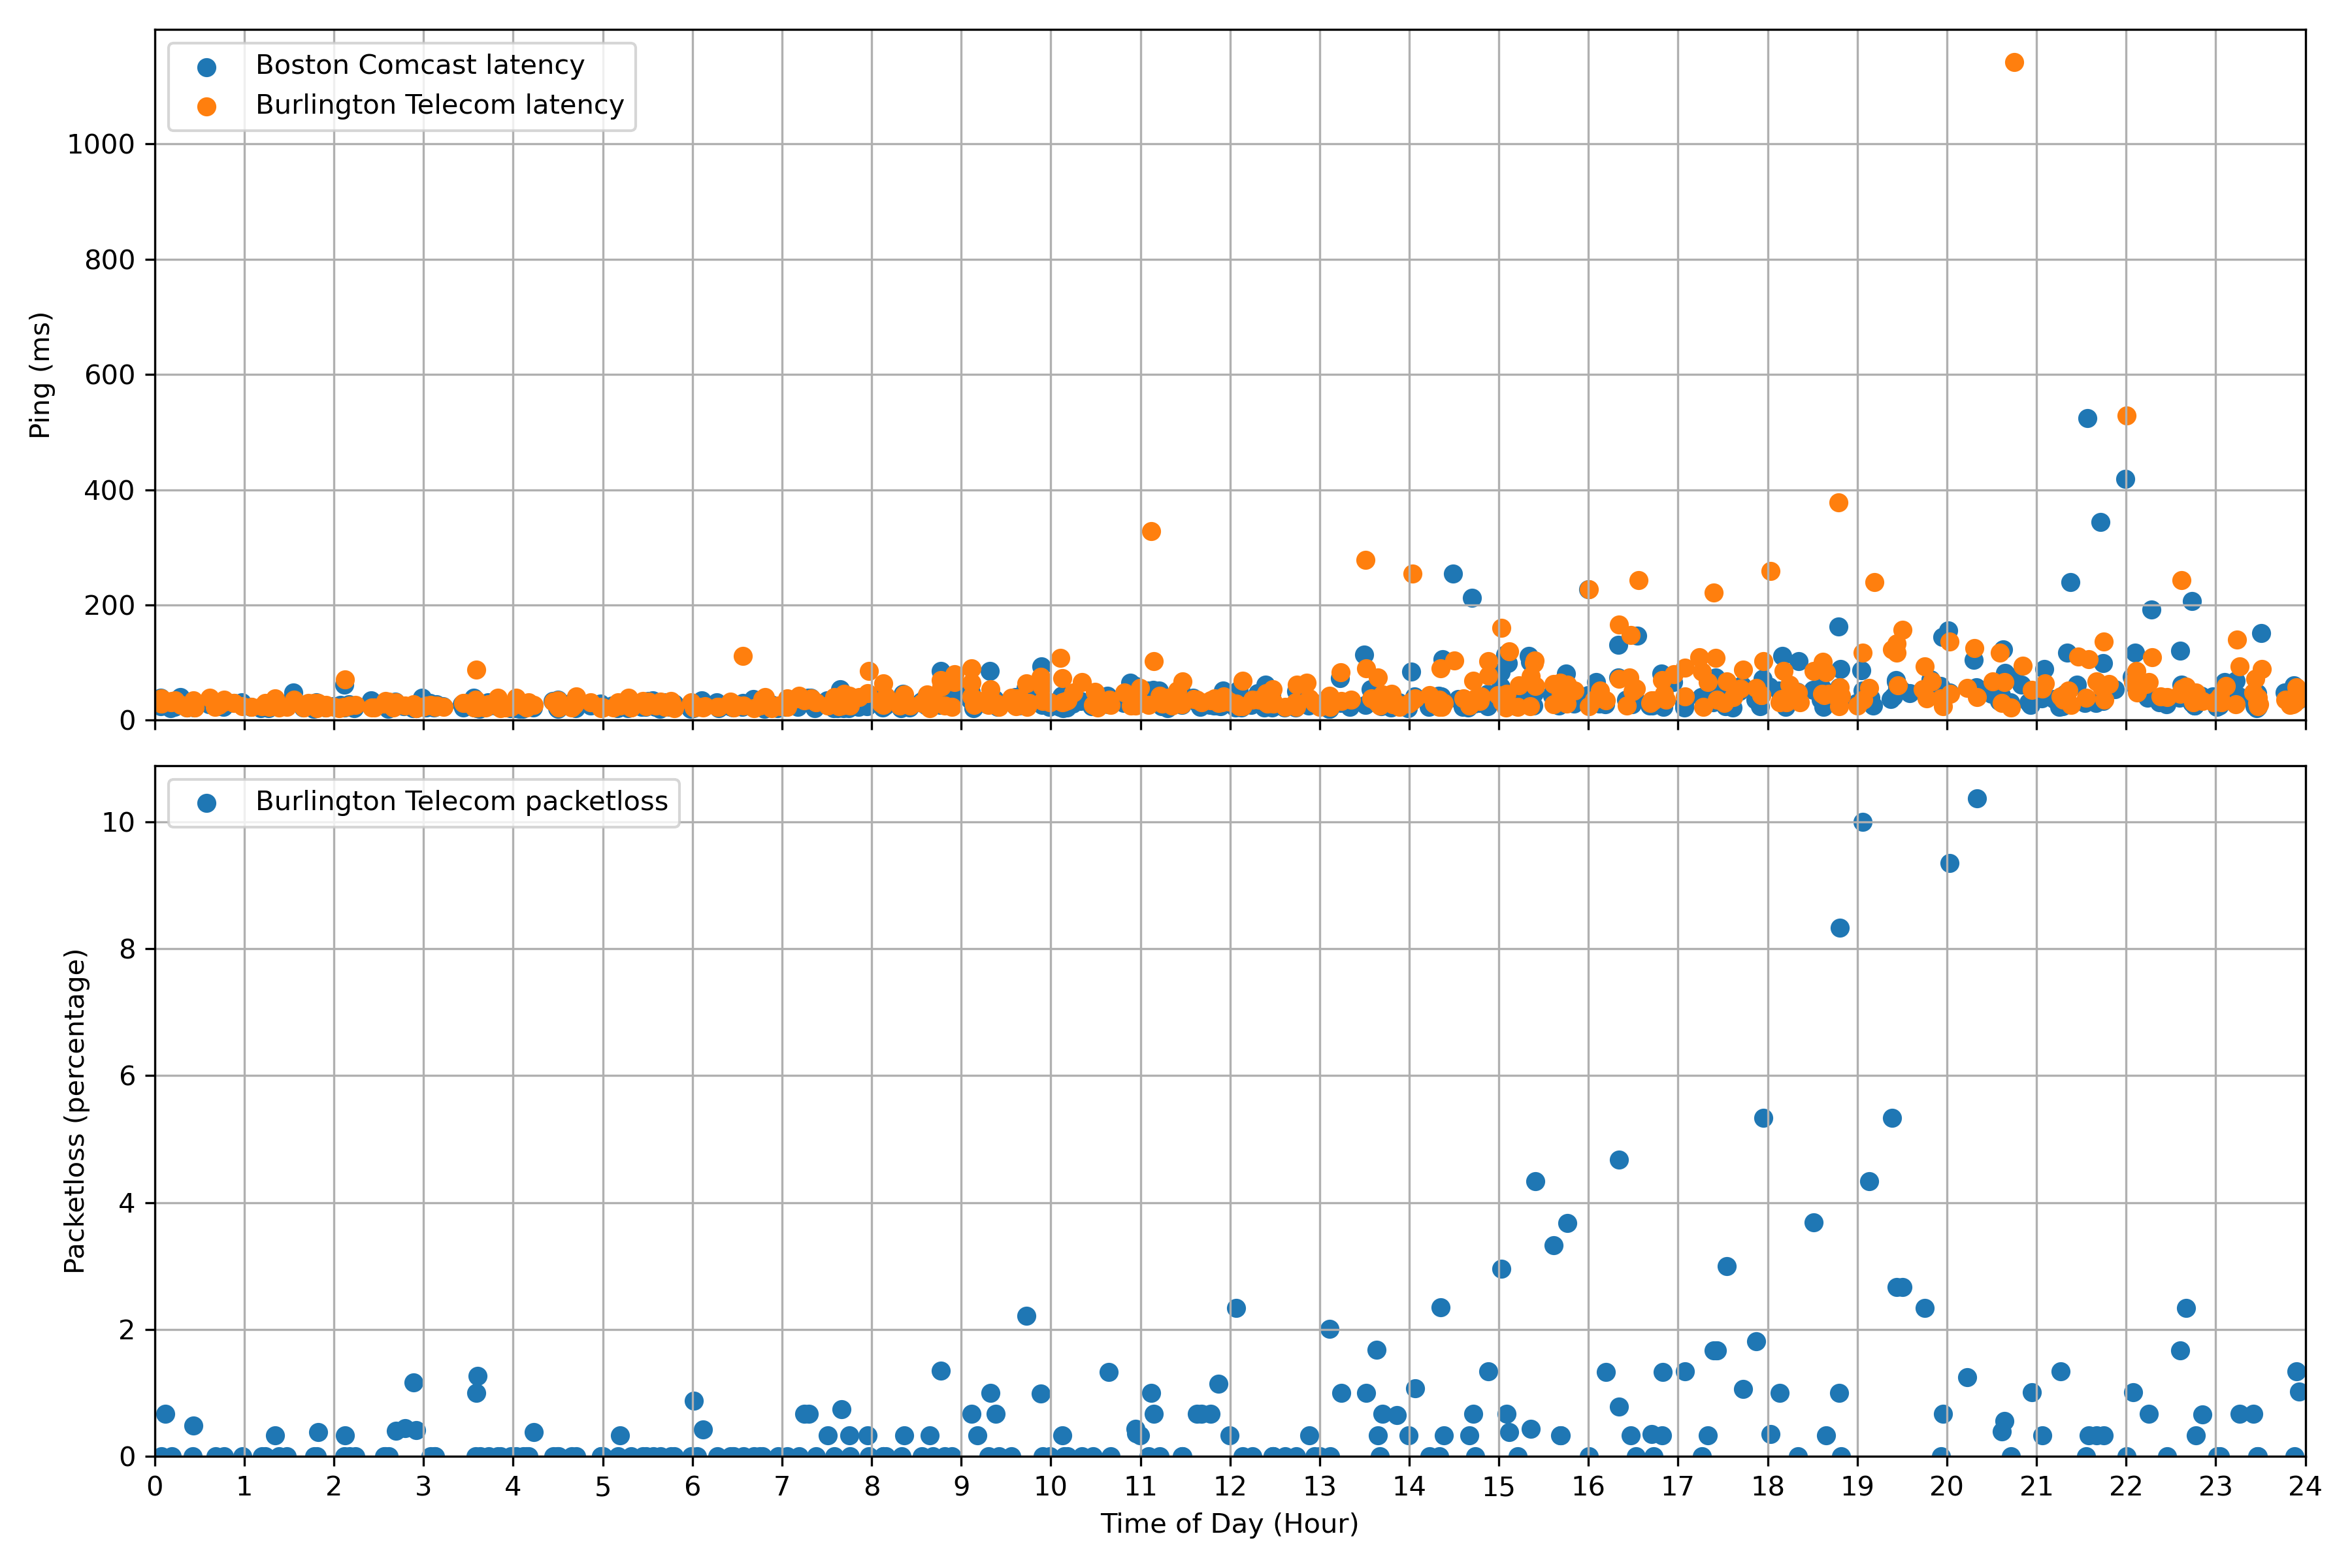 Boston Comcast latency
Burlington Telecom latency
1000
800
600
400
200
0
Ping (ms)
Burlington Telecom packetloss
10
8
6
4
2
0
Packetloss (percentage)
0 1 2 3 4 5 6 7 8 9 10 11 12 13 14 15 16 17 18 19 20 21 22 23 24
Time of Day (Hour)